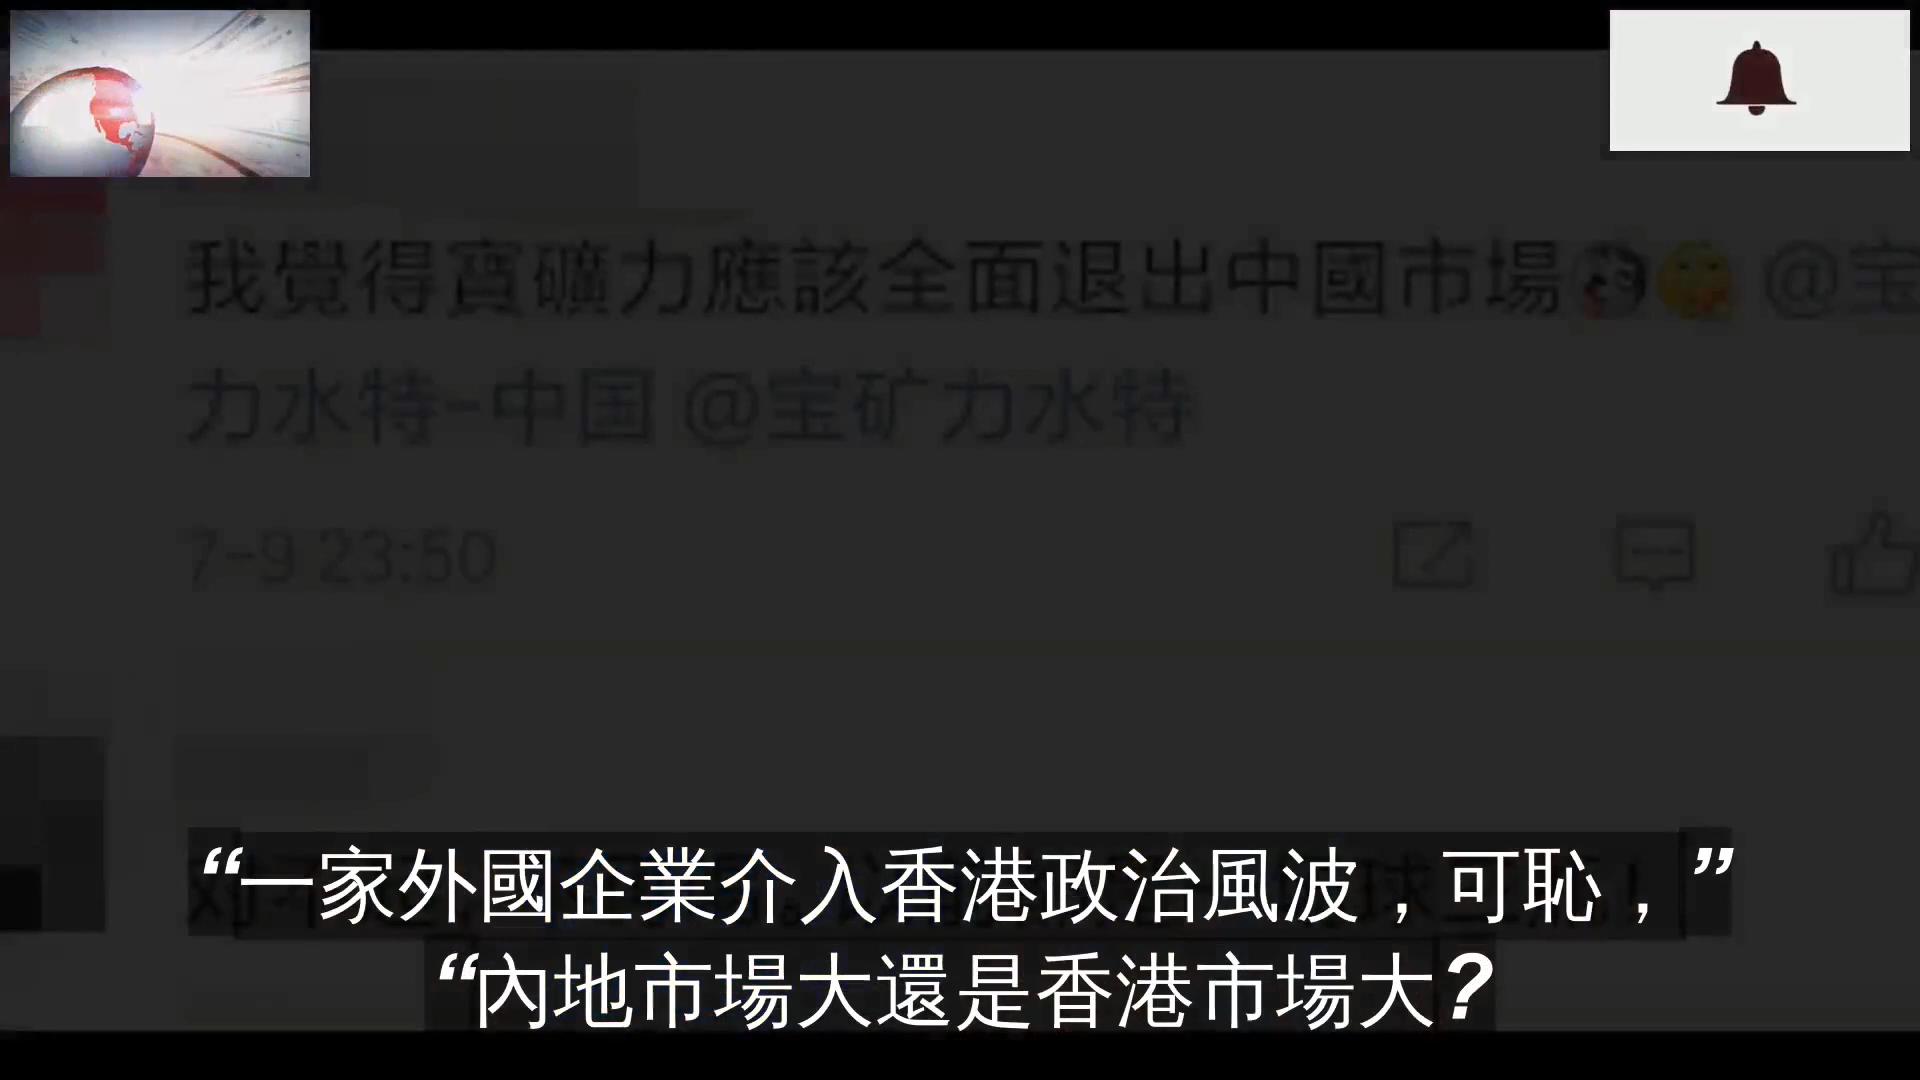 我覺得寶礦力應該全面退出中國市場 @宝
力水特-中国 @宝矿力水特
7-9 23:50
“一家外國企業介入香港政治風波，可恥，”
“內地市場大還是香港市場大?